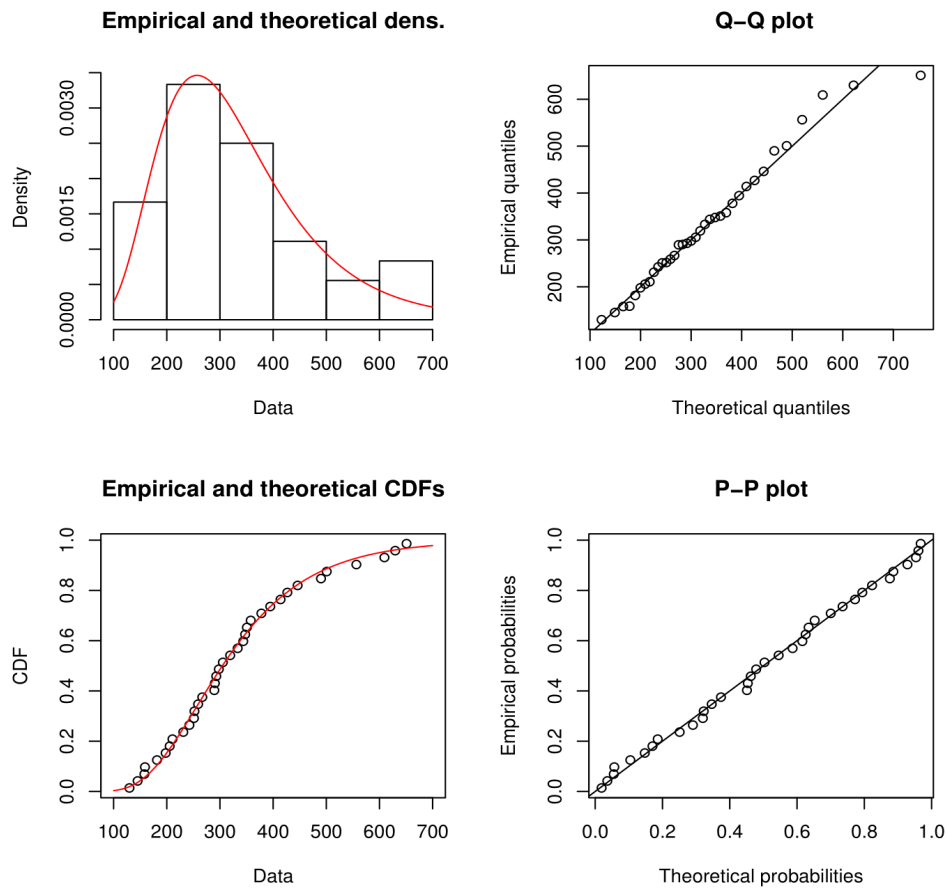 Empirical and theoretical dens.
Density
0.0000 0.0015 0.0030
100 200 300 400 500 600 700
Data
Q−Q plot
Empirical quantiles
200 300 400 500 600
100 200 300 400 500 600 700
Theoretical quantiles
Empirical and theoretical CDFs
CDF
0.0 0.2 0.4 0.6 0.8 1.0
100 200 300 400 500 600 700
Data
P−P plot
Empirical probabilities
0.0 0.2 0.4 0.6 0.8 1.0
0.0 0.2 0.4 0.6 0.8 1.0
Theoretical probabilities